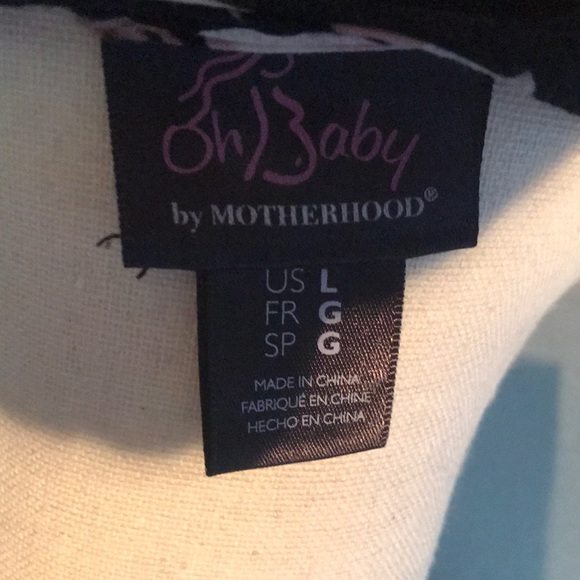 Oh Baby
by MOTHERHOOD®
US L
FR G
SP G
MADE IN CHINA
FABRIQUÉ EN CHINE
HECHO EN CHINA